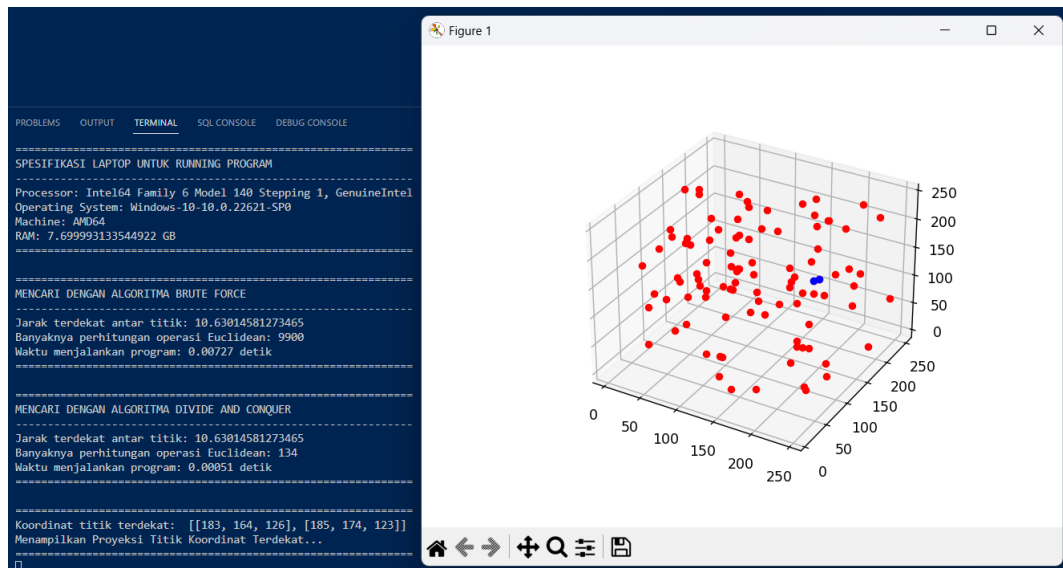 PROBLEMS OUTPUT TERMINAL SQL CONSOLE DEBUG CONSOLE
==============================================================
SPESIFIKASI LAPTOP UNTUK RUNNING PROGRAM
--------------------------------------------------------------
Processor: Intel64 Family 6 Model 140 Stepping 1, GenuineIntel
Operating System: Windows-10-10.0.22621-SP0
Machine: AMD64
RAM: 7.699993133544922 GB
==============================================================
==============================================================
MENCARI DENGAN ALGORITMA BRUTE FORCE
--------------------------------------------------------------
Jarak terdekat antar titik: 10.63014581273465
Banyaknya perhitungan operasi Euclidean: 9900
Waktu menjalankan program: 0.00727 detik
==============================================================
==============================================================
MENCARI DENGAN ALGORITMA DIVIDE AND CONQUER
--------------------------------------------------------------
Jarak terdekat antar titik: 10.63014581273465
Banyaknya perhitungan operasi Euclidean: 134
Waktu menjalankan program: 0.00051 detik
==============================================================
==============================================================
Koordinat titik terdekat:  [[183, 164, 126], [185, 174, 123]]
Menampilkan Proyeksi Titik Koordinat Terdekat...
==============================================================
Figure 1
250
200
150
100
50
0
0
50
100
150
200
250
0
50
100
150
200
250